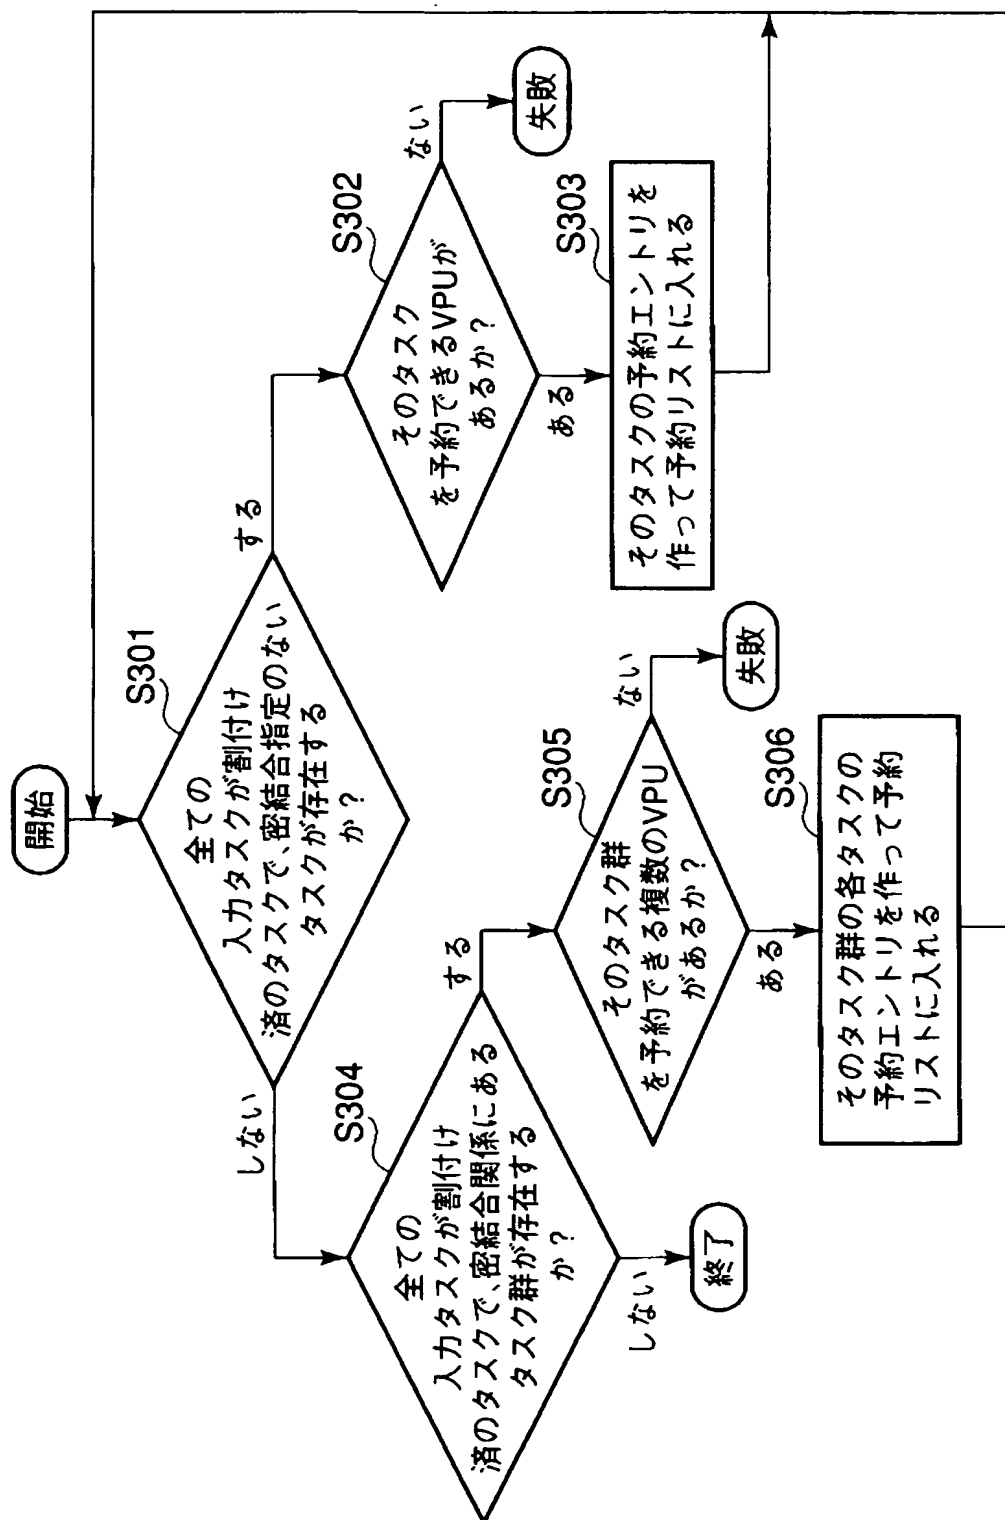 開始
S301
全ての
入力タスクが割付け
済のタスクで、密結合指定のない
タスクが存在する
か？
する
しない
S302
そのタスク
を予約できるVPUが
あるか？
ない
失敗
ある
S303
そのタスクの予約エントリを
作って予約リストに入れる
S304
全ての
入力タスクが割付け
済のタスクで、密結合関係にある
タスク群が存在する
か？
する
しない
終了
S305
そのタスク群
を予約できる複数のVPU
があるか？
ない
失敗
ある
S306
そのタスク群の各タスクの
予約エントリを作って予約
リストに入れる